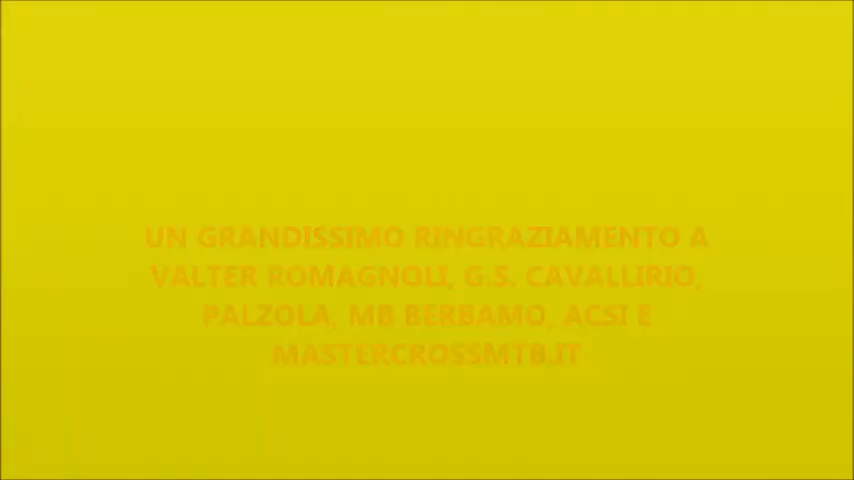 UN GRANDISSIMO RINGRAZIAMENTO A
VALTER ROMAGNOLI, G.S. CAVALLIRIO,
PALZOLA, MB BERBAMO, ACSI E
MASTERCROSSMTB.IT